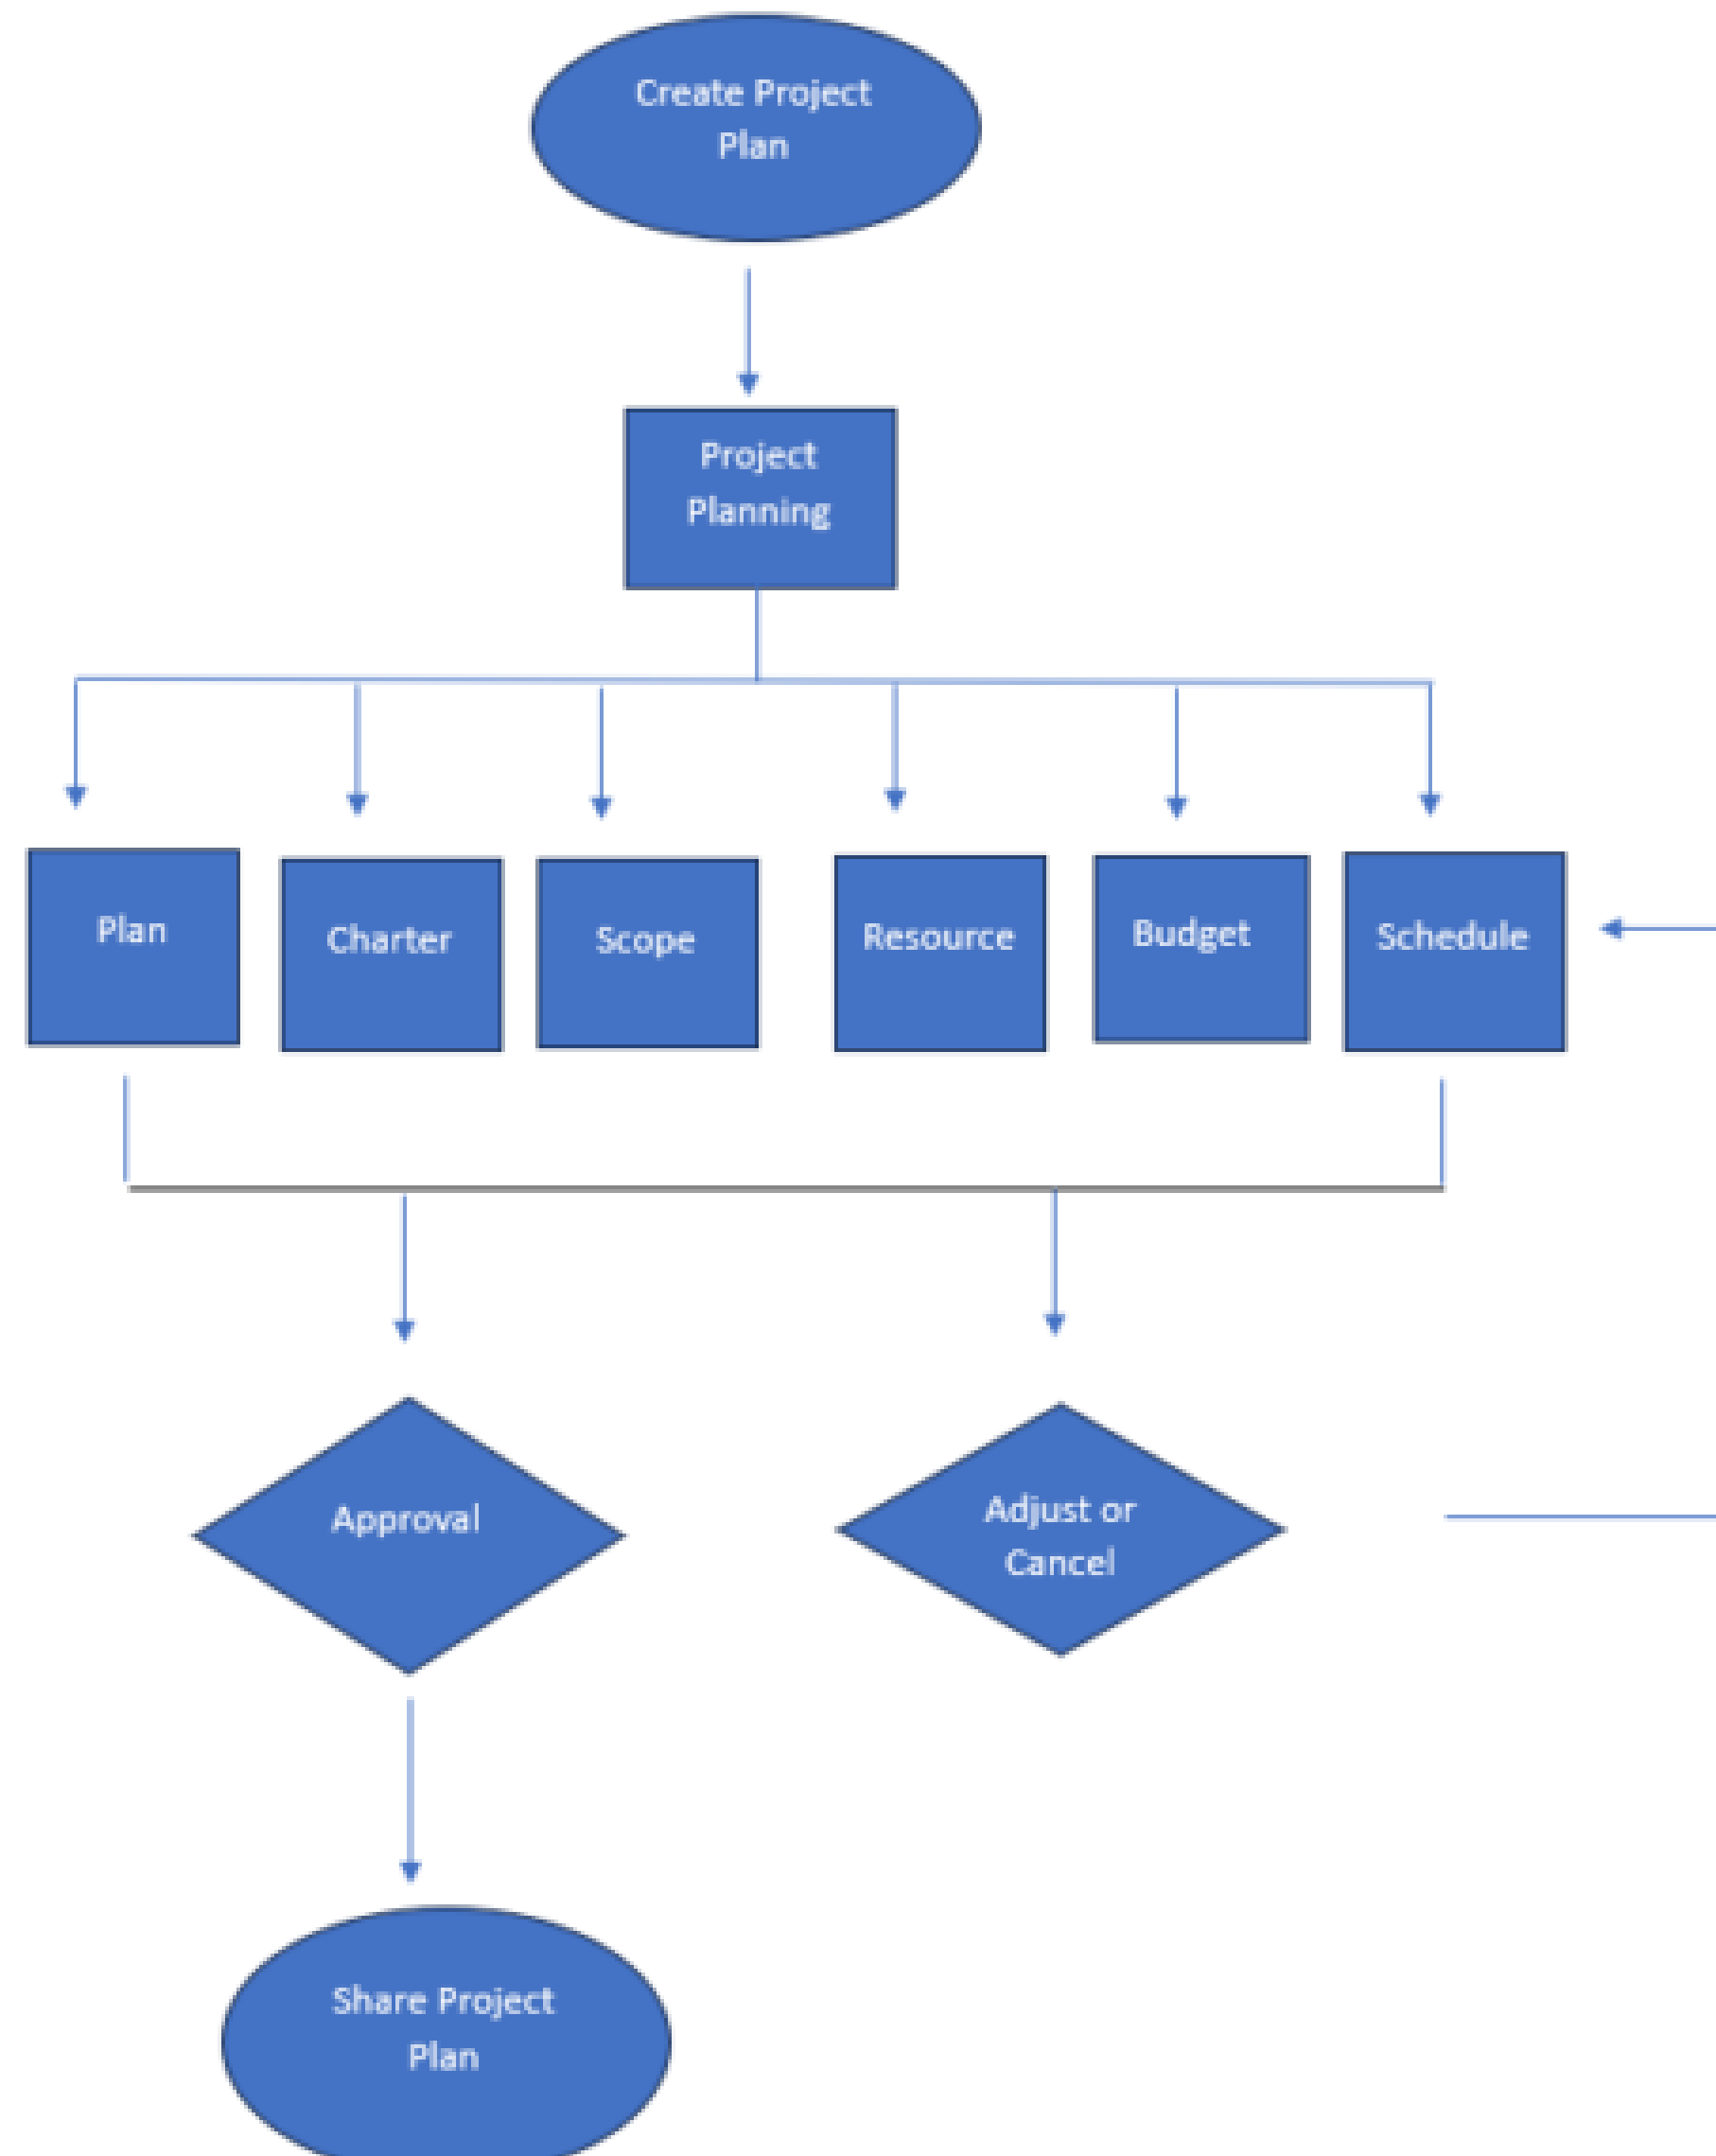 Create Project
Plan
Project
Planning
Plan
Charter
Scope
Resource
Budget
Schedule
Approval
Adjust or
Cancel
Share Project
Plan